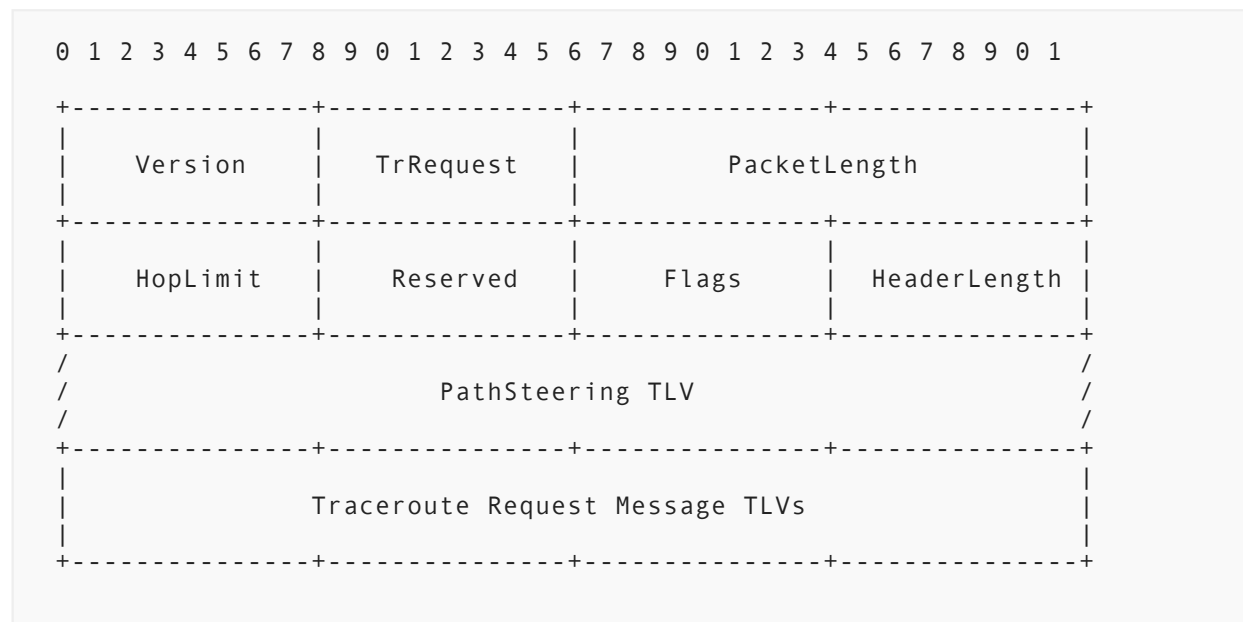 0 1 2 3 4 5 6 7 8 9 0 1 2 3 4 5 6 7 8 9 0 1 2 3 4 5 6 7 8 9 0 1
+---------------+---------------+---------------+---------------+
|               |               |                               |
|    Version    |   TrRequest   |         PacketLength          |
|               |               |                               |
+---------------+---------------+---------------+---------------+
|               |               |               |               |
|    HopLimit   |    Reserved   |     Flags     |  HeaderLength |
|               |               |               |               |
+---------------+---------------+---------------+---------------+
/                                                               /
/                       PathSteering TLV                        /
/                                                               /
+---------------+---------------+---------------+---------------+
|                                                               |
|               Traceroute Request Message TLVs                 |
|                                                               |
+---------------+---------------+---------------+---------------+